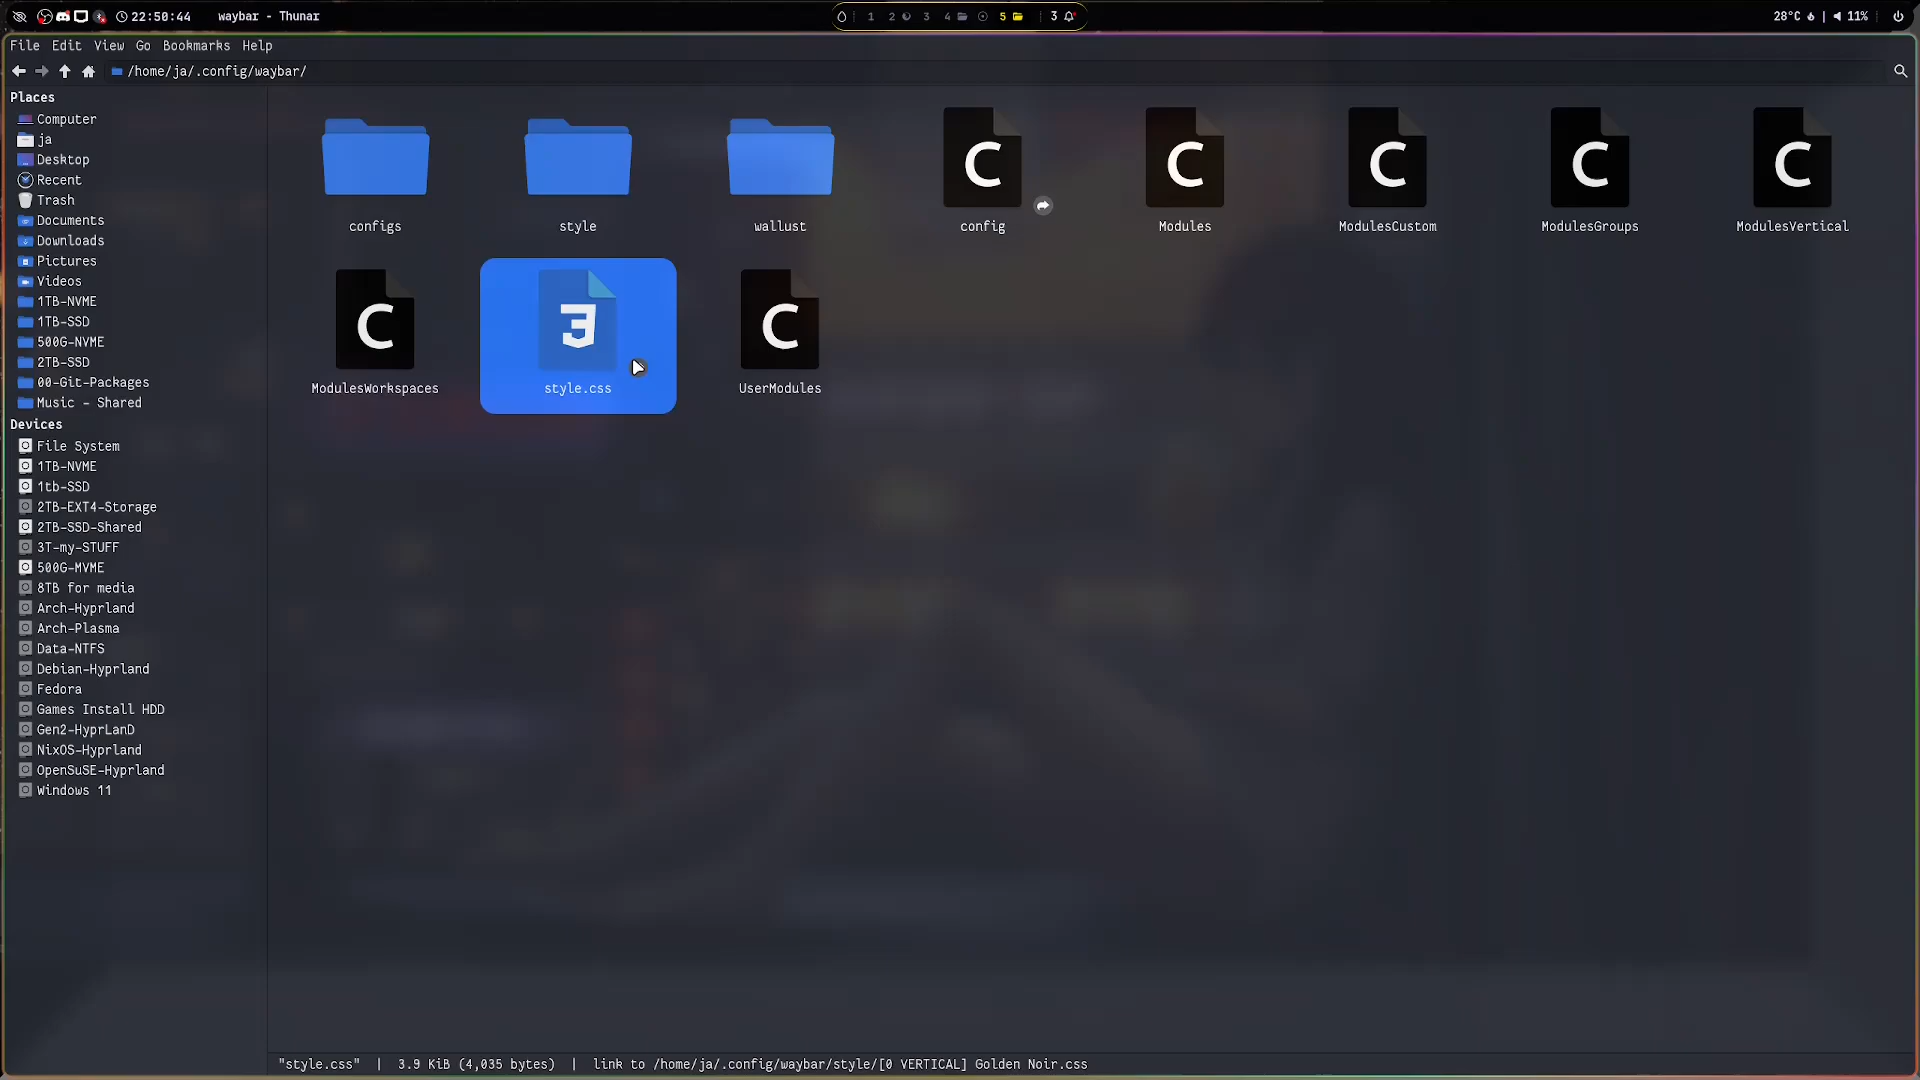 22:50:44 waybar - Thunar 1 2 3 4 5 3 28°C | 11%
File Edit View Go Bookmarks Help
/home/ja/.config/waybar/
Places
Computer
ja
Desktop
Recent
Trash
Documents
Downloads
Pictures
Videos
1TB-NVME
1TB-SSD
500G-NVME
2TB-SSD
00-Git-Packages
Music - Shared
Devices
File System
1TB-NVME
1tb-SSD
2TB-EXT4-Storage
2TB-SSD-Shared
3T-my-STUFF
500G-MVME
8TB for media
Arch-Hyprland
Arch-Plasma
Data-NTFS
Debian-Hyprland
Fedora
Games Install HDD
Gen2-HyprLanD
NixOS-Hyprland
OpenSuSE-Hyprland
Windows 11
C C C C C
configs style wallust config Modules ModulesCustom ModulesGroups ModulesVertical
C 3 C
ModulesWorkspaces style.css UserModules
"style.css" | 3.9 KiB (4,035 bytes) | link to /home/ja/.config/waybar/style/[0 VERTICAL] Golden Noir.css